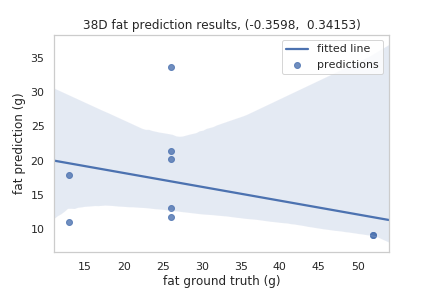 38D fat prediction results, (-0.3598,  0.34153)
fitted line
predictions
35
30
25
20
15
10
fat prediction (g)
15 20 25 30 35 40 45 50
fat ground truth (g)